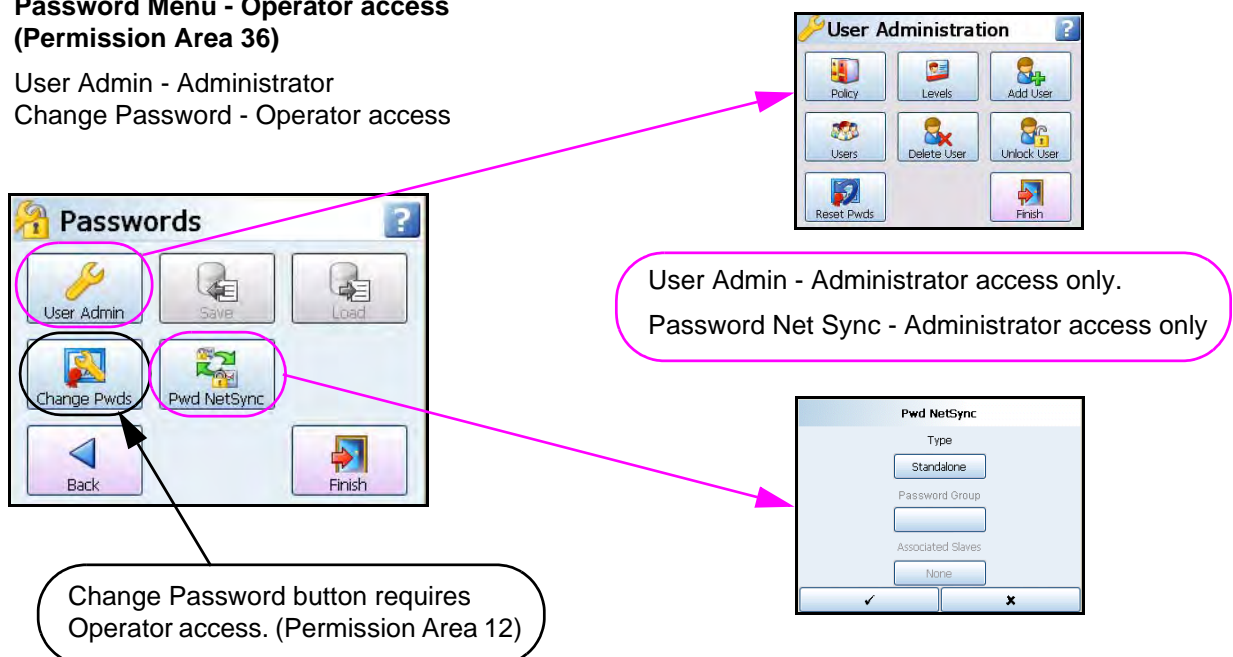 Password Menu - Operator access
(Permission Area 36)
User Admin - Administrator
Change Password - Operator access
User Administration
?
Policy
Levels
Add User
Users
Delete User
Unlock User
Reset Pwds
Finish
Passwords
?
User Admin
Save
Load
Change Pwds
Pwd NetSync
Back
Finish
User Admin - Administrator access only.
Password Net Sync - Administrator access only
Pwd NetSync
Type
Standalone
Password Group
Associated Slaves
None
✓ x
Change Password button requires
Operator access. (Permission Area 12)